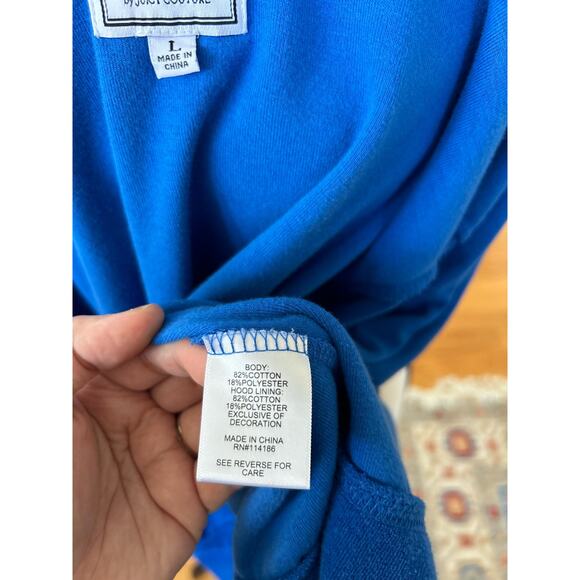 by JUICY COUTURE
L
MADE IN
CHINA
BODY:
82%COTTON
18%POLYESTER
HOOD LINING:
82%COTTON
18%POLYESTER
EXCLUSIVE OF
DECORATION
MADE IN CHINA
RN#114186
SEE REVERSE FOR
CARE